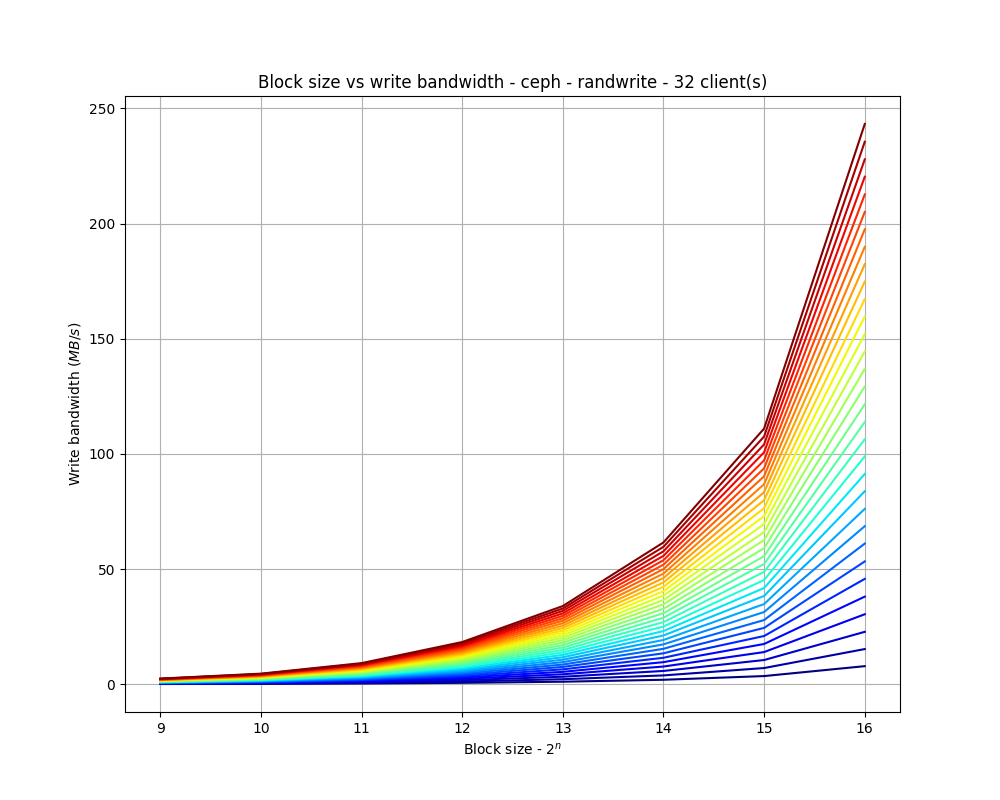 Block size vs write bandwidth - ceph - randwrite - 32 client(s)
250
200
150
100
50
0
Write bandwidth (MB/s)
9 10 11 12 13 14 15 16
Block size - 2ⁿ